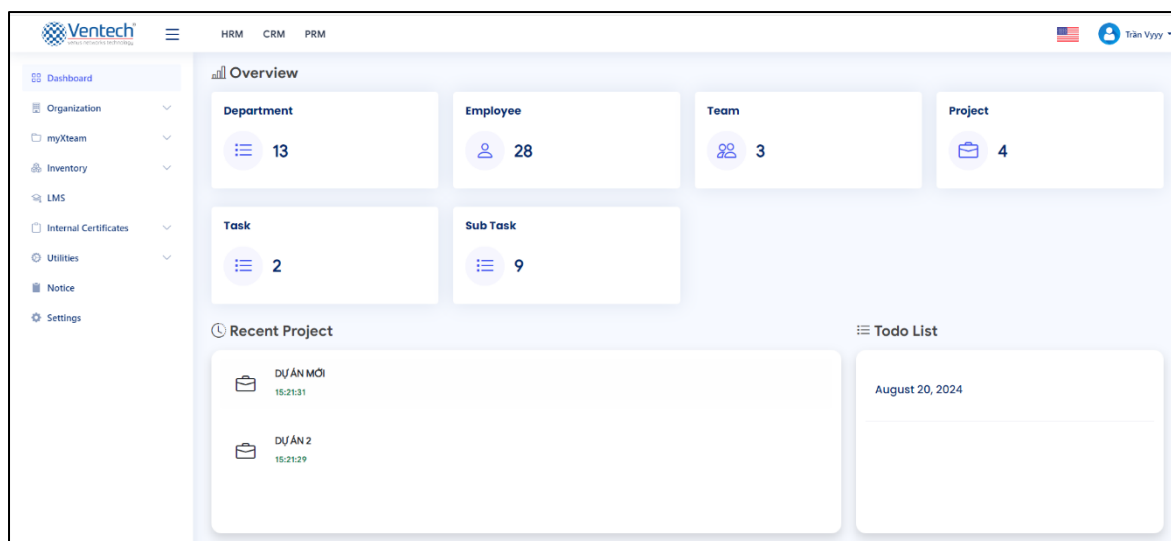 Ventech®
HRM CRM PRM
Trần Vyyy
Dashboard
Organization
myXteam
Inventory
LMS
Internal Certificates
Utilities
Notice
Settings
Overview
Department
13
Employee
28
Team
3
Project
4
Task
2
Sub Task
9
Recent Project
DỰ ÁN MỚI
15:21:31
DỰ ÁN 2
15:21:29
Todo List
August 20, 2024